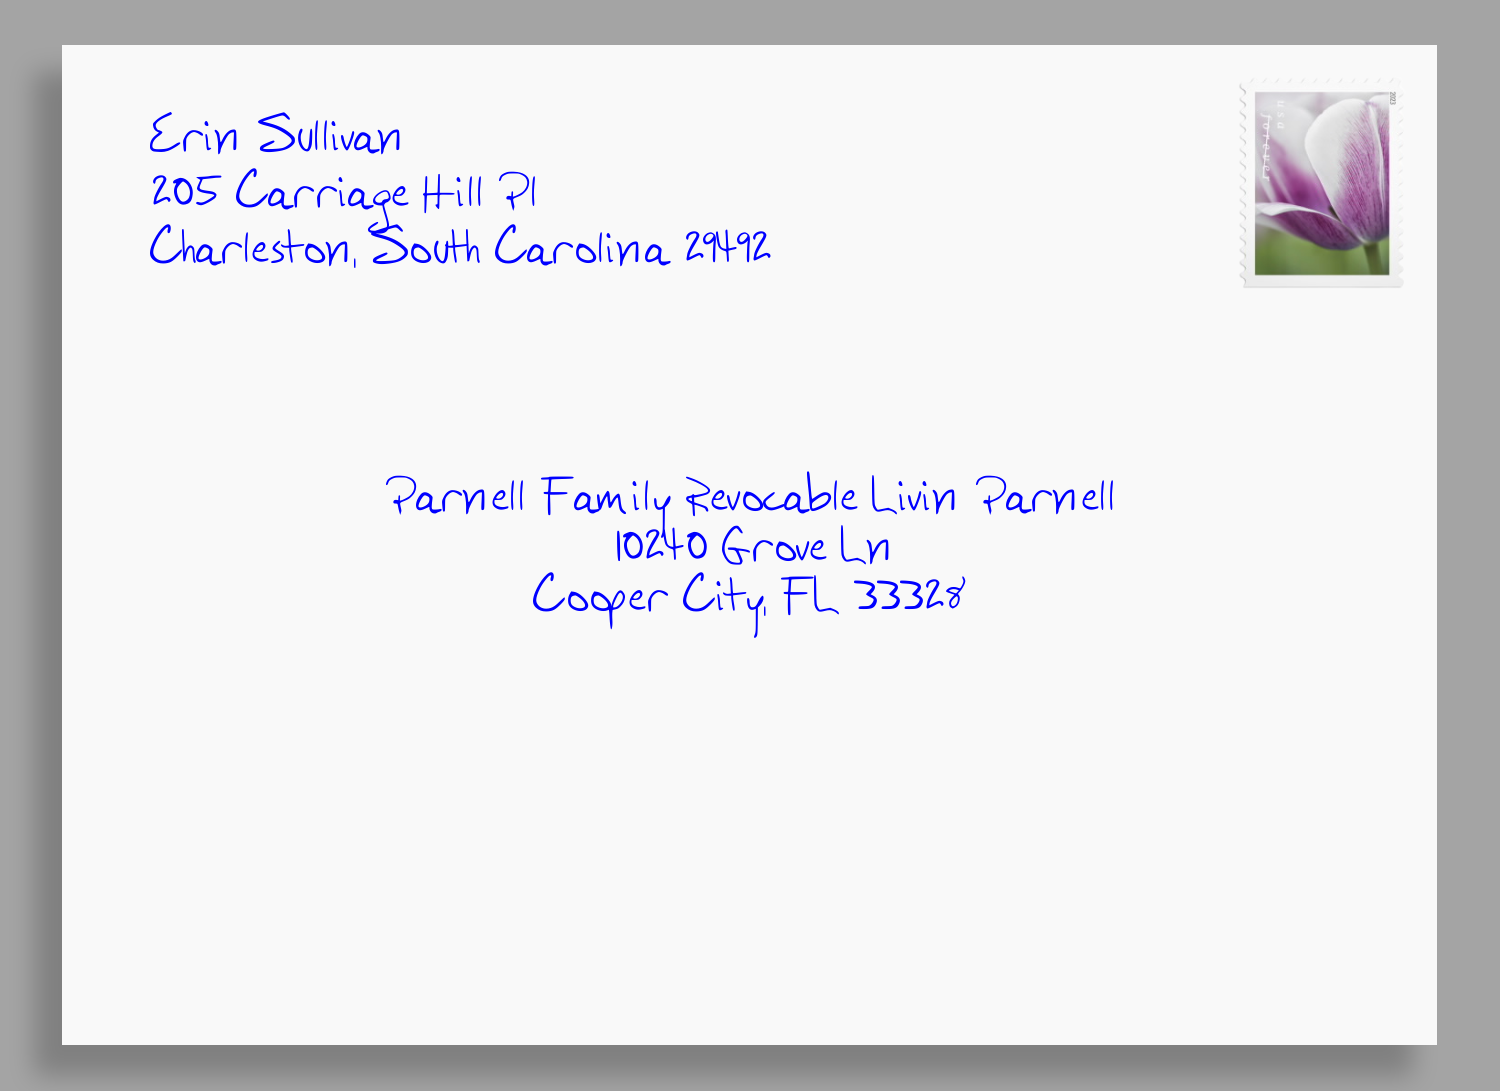 Erin Sullivan
205 Carriage Hill Pl
Charleston, South Carolina 29492
usa
forever
2023
Parnell Family Revocable Livin Parnell
10240 Grove Ln
Cooper City, FL 33328